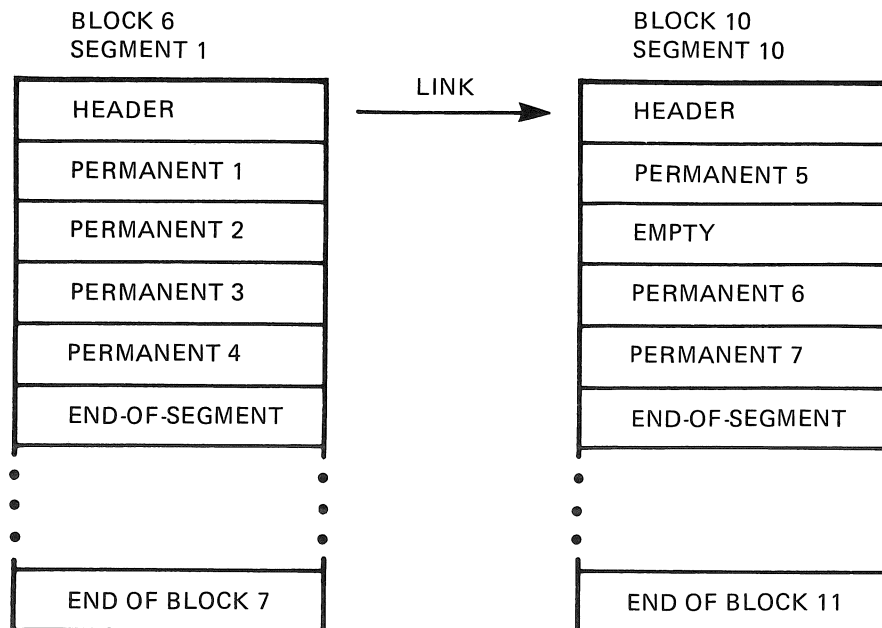 BLOCK 6
SEGMENT 1
HEADER
PERMANENT 1
PERMANENT 2
PERMANENT 3
PERMANENT 4
END-OF-SEGMENT
END OF BLOCK 7
LINK
BLOCK 10
SEGMENT 10
HEADER
PERMANENT 5
EMPTY
PERMANENT 6
PERMANENT 7
END-OF-SEGMENT
END OF BLOCK 11